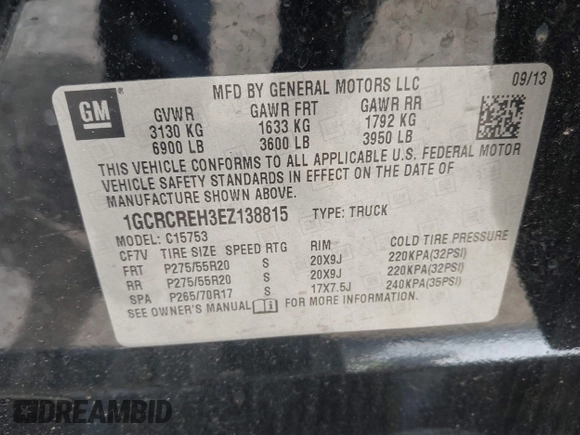 MFD BY GENERAL MOTORS LLC
09/13
GM
GVWR GAWR FRT GAWR RR
3130 KG 1633 KG 1792 KG
6900 LB 3600 LB 3950 LB
THIS VEHICLE CONFORMS TO ALL APPLICABLE U.S. FEDERAL MOTOR
VEHICLE SAFETY STANDARDS IN EFFECT ON THE DATE OF
MANUFACTURE SHOWN ABOVE.
1GCRCREH3EZ138815 TYPE: TRUCK
MODEL: C15753
CF7V TIRE SIZE SPEED RTG RIM COLD TIRE PRESSURE
FRT P275/55R20 S 20X9J 220KPA(32PSI)
RR P275/55R20 S 20X9J 220KPA(32PSI)
SPA P265/70R17 S 17X7.5J 240KPA(35PSI)
SEE OWNER'S MANUAL FOR MORE INFORMATION.
DREAMBID